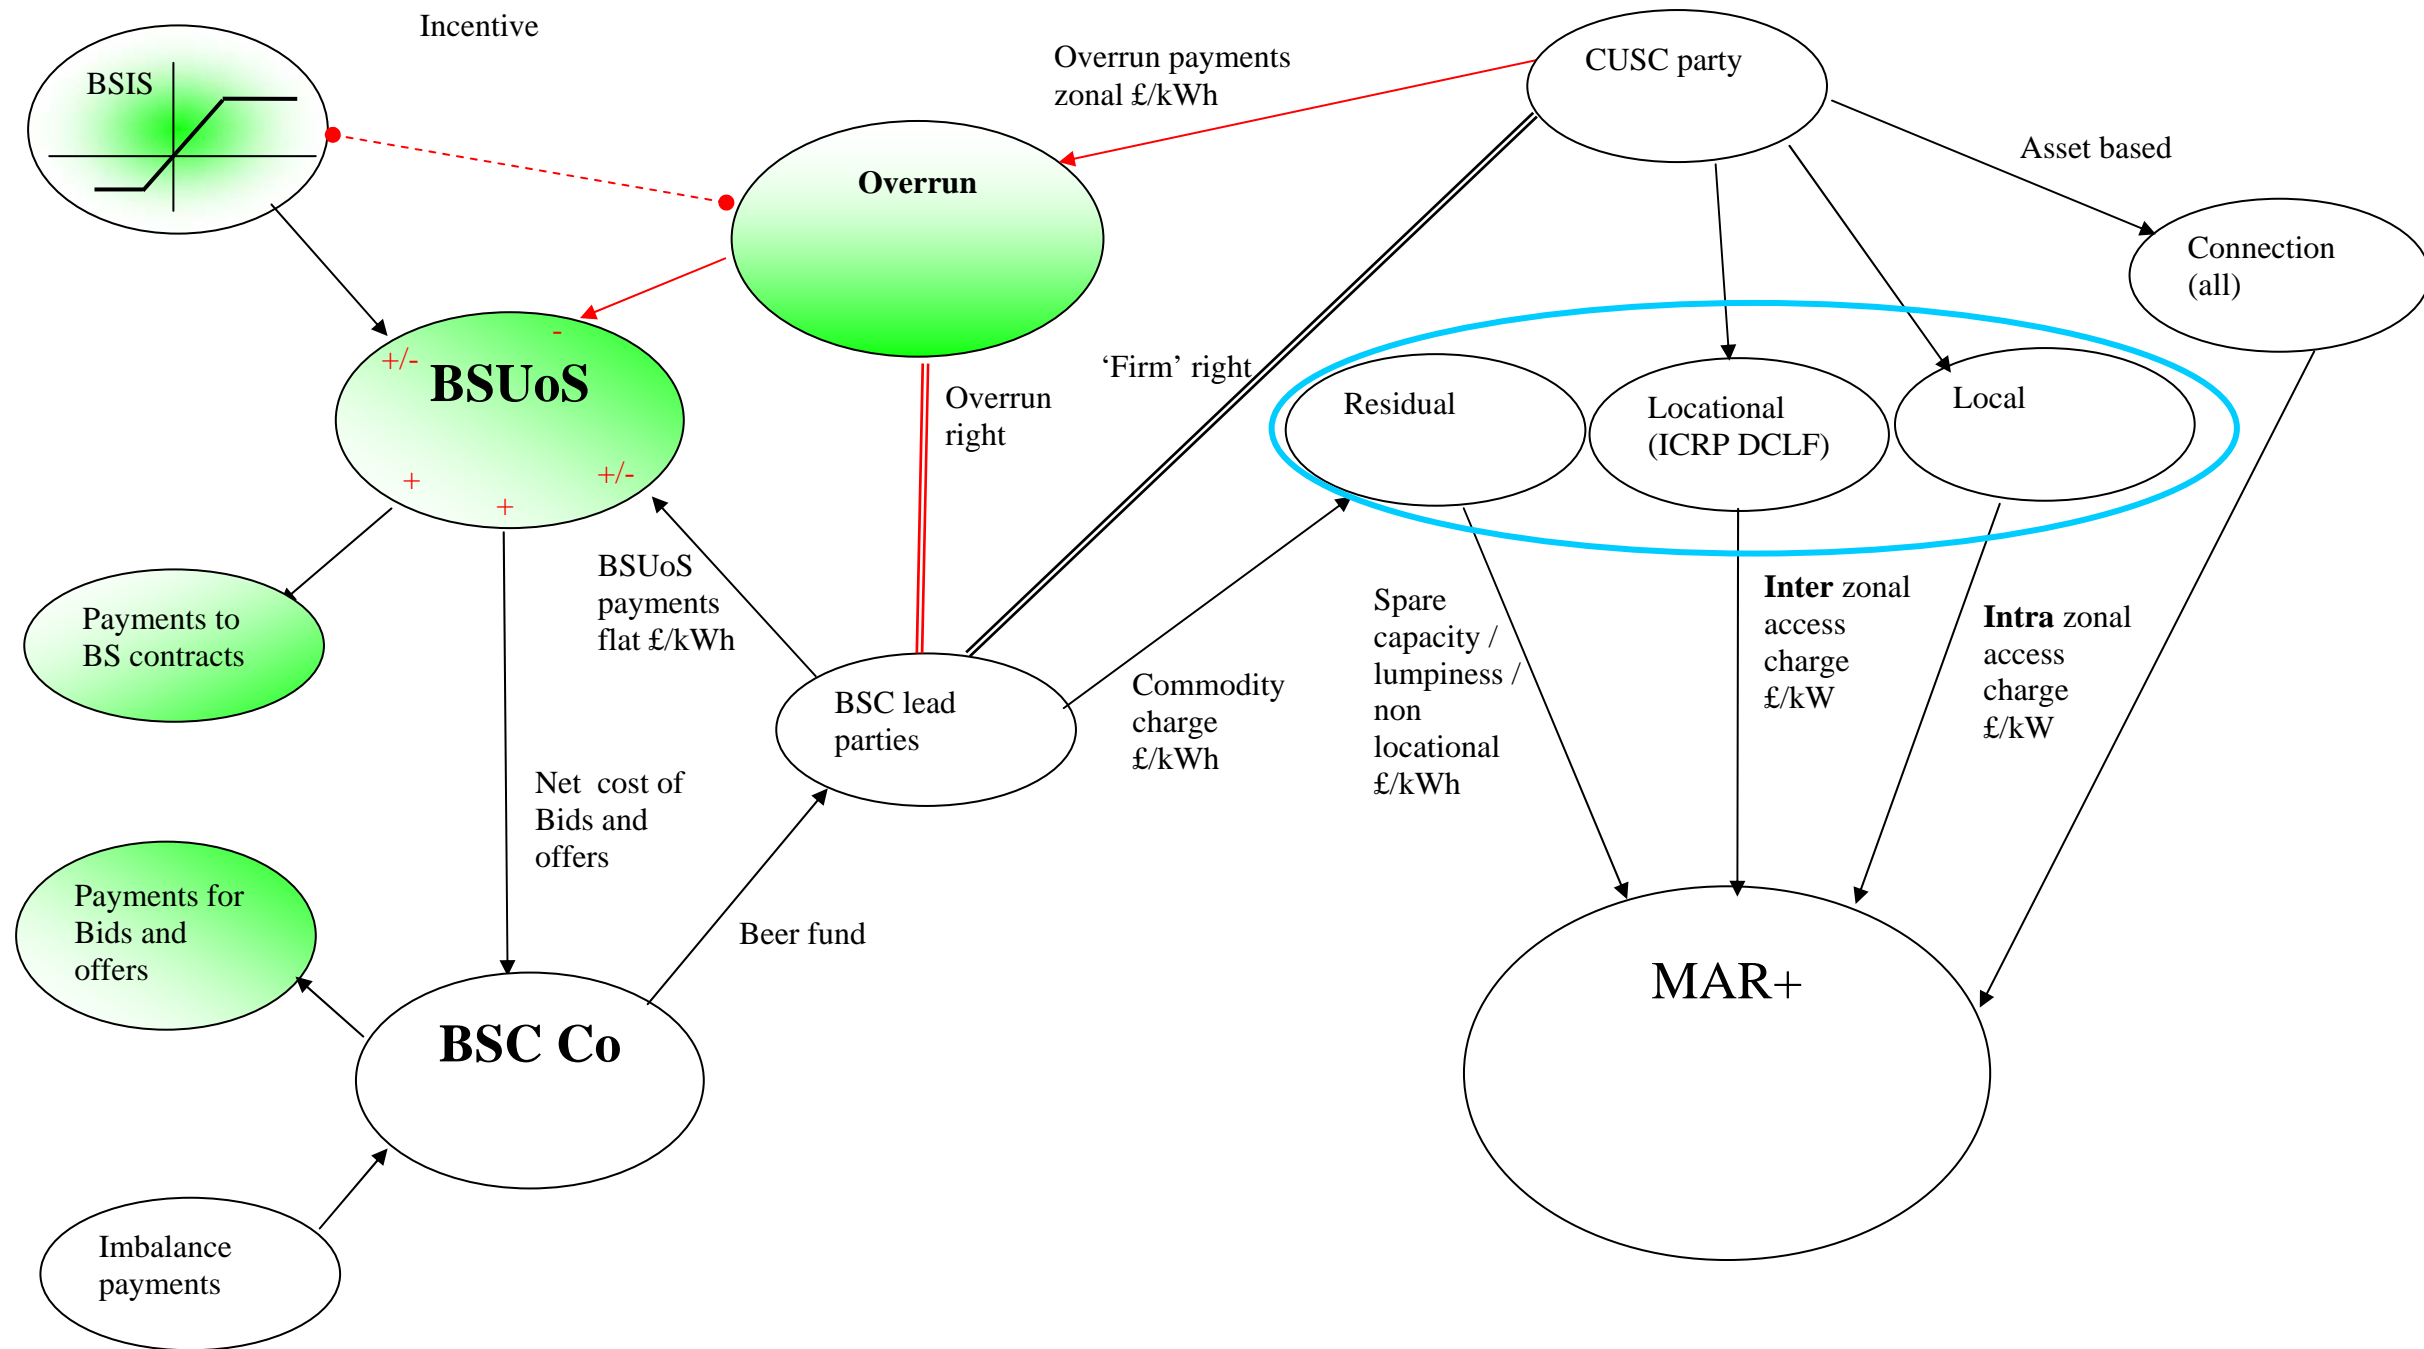 Incentive
BSIS
Overrun payments
zonal £/kWh
CUSC party
Asset based
Overrun
Connection
(all)
-
+/-
BSUoS
+
+
+/-
‘Firm’ right
Overrun
right
Residual
Locational
(ICRP DCLF)
Local
BSUoS
payments
flat £/kWh
Payments to
BS contracts
BSC lead
parties
Commodity
charge
£/kWh
Spare
capacity /
lumpiness /
non
locational
£/kWh
Inter zonal
access
charge
£/kW
Intra zonal
access
charge
£/kW
Net cost of
Bids and
offers
Payments for
Bids and
offers
Beer fund
MAR+
BSC Co
Imbalance
payments